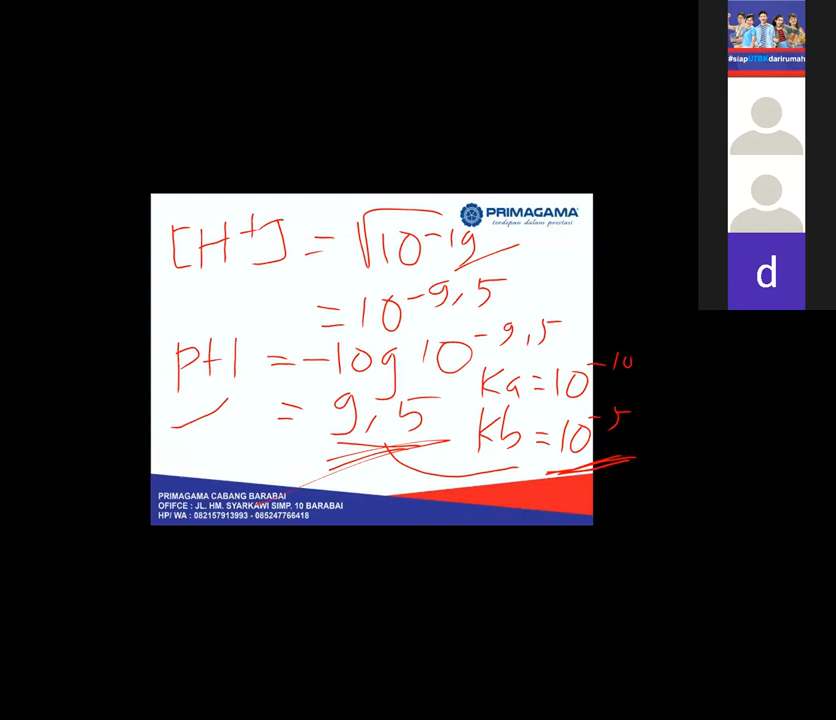 #siapUTBKdarirumah
PRIMAGAMA
terdepan dalam prestasi
[H+] = √10⁻¹⁹
= 10⁻⁹,⁵
pH = -log 10⁻⁹,⁵
= 9,5
Ka = 10⁻¹⁰
Kb = 10⁻⁵
d
PRIMAGAMA CABANG BARABAI
OFIFCE : JL. HM. SYARKAWI SIMP. 10 BARABAI
HP/ WA : 082157913993 - 085247766418